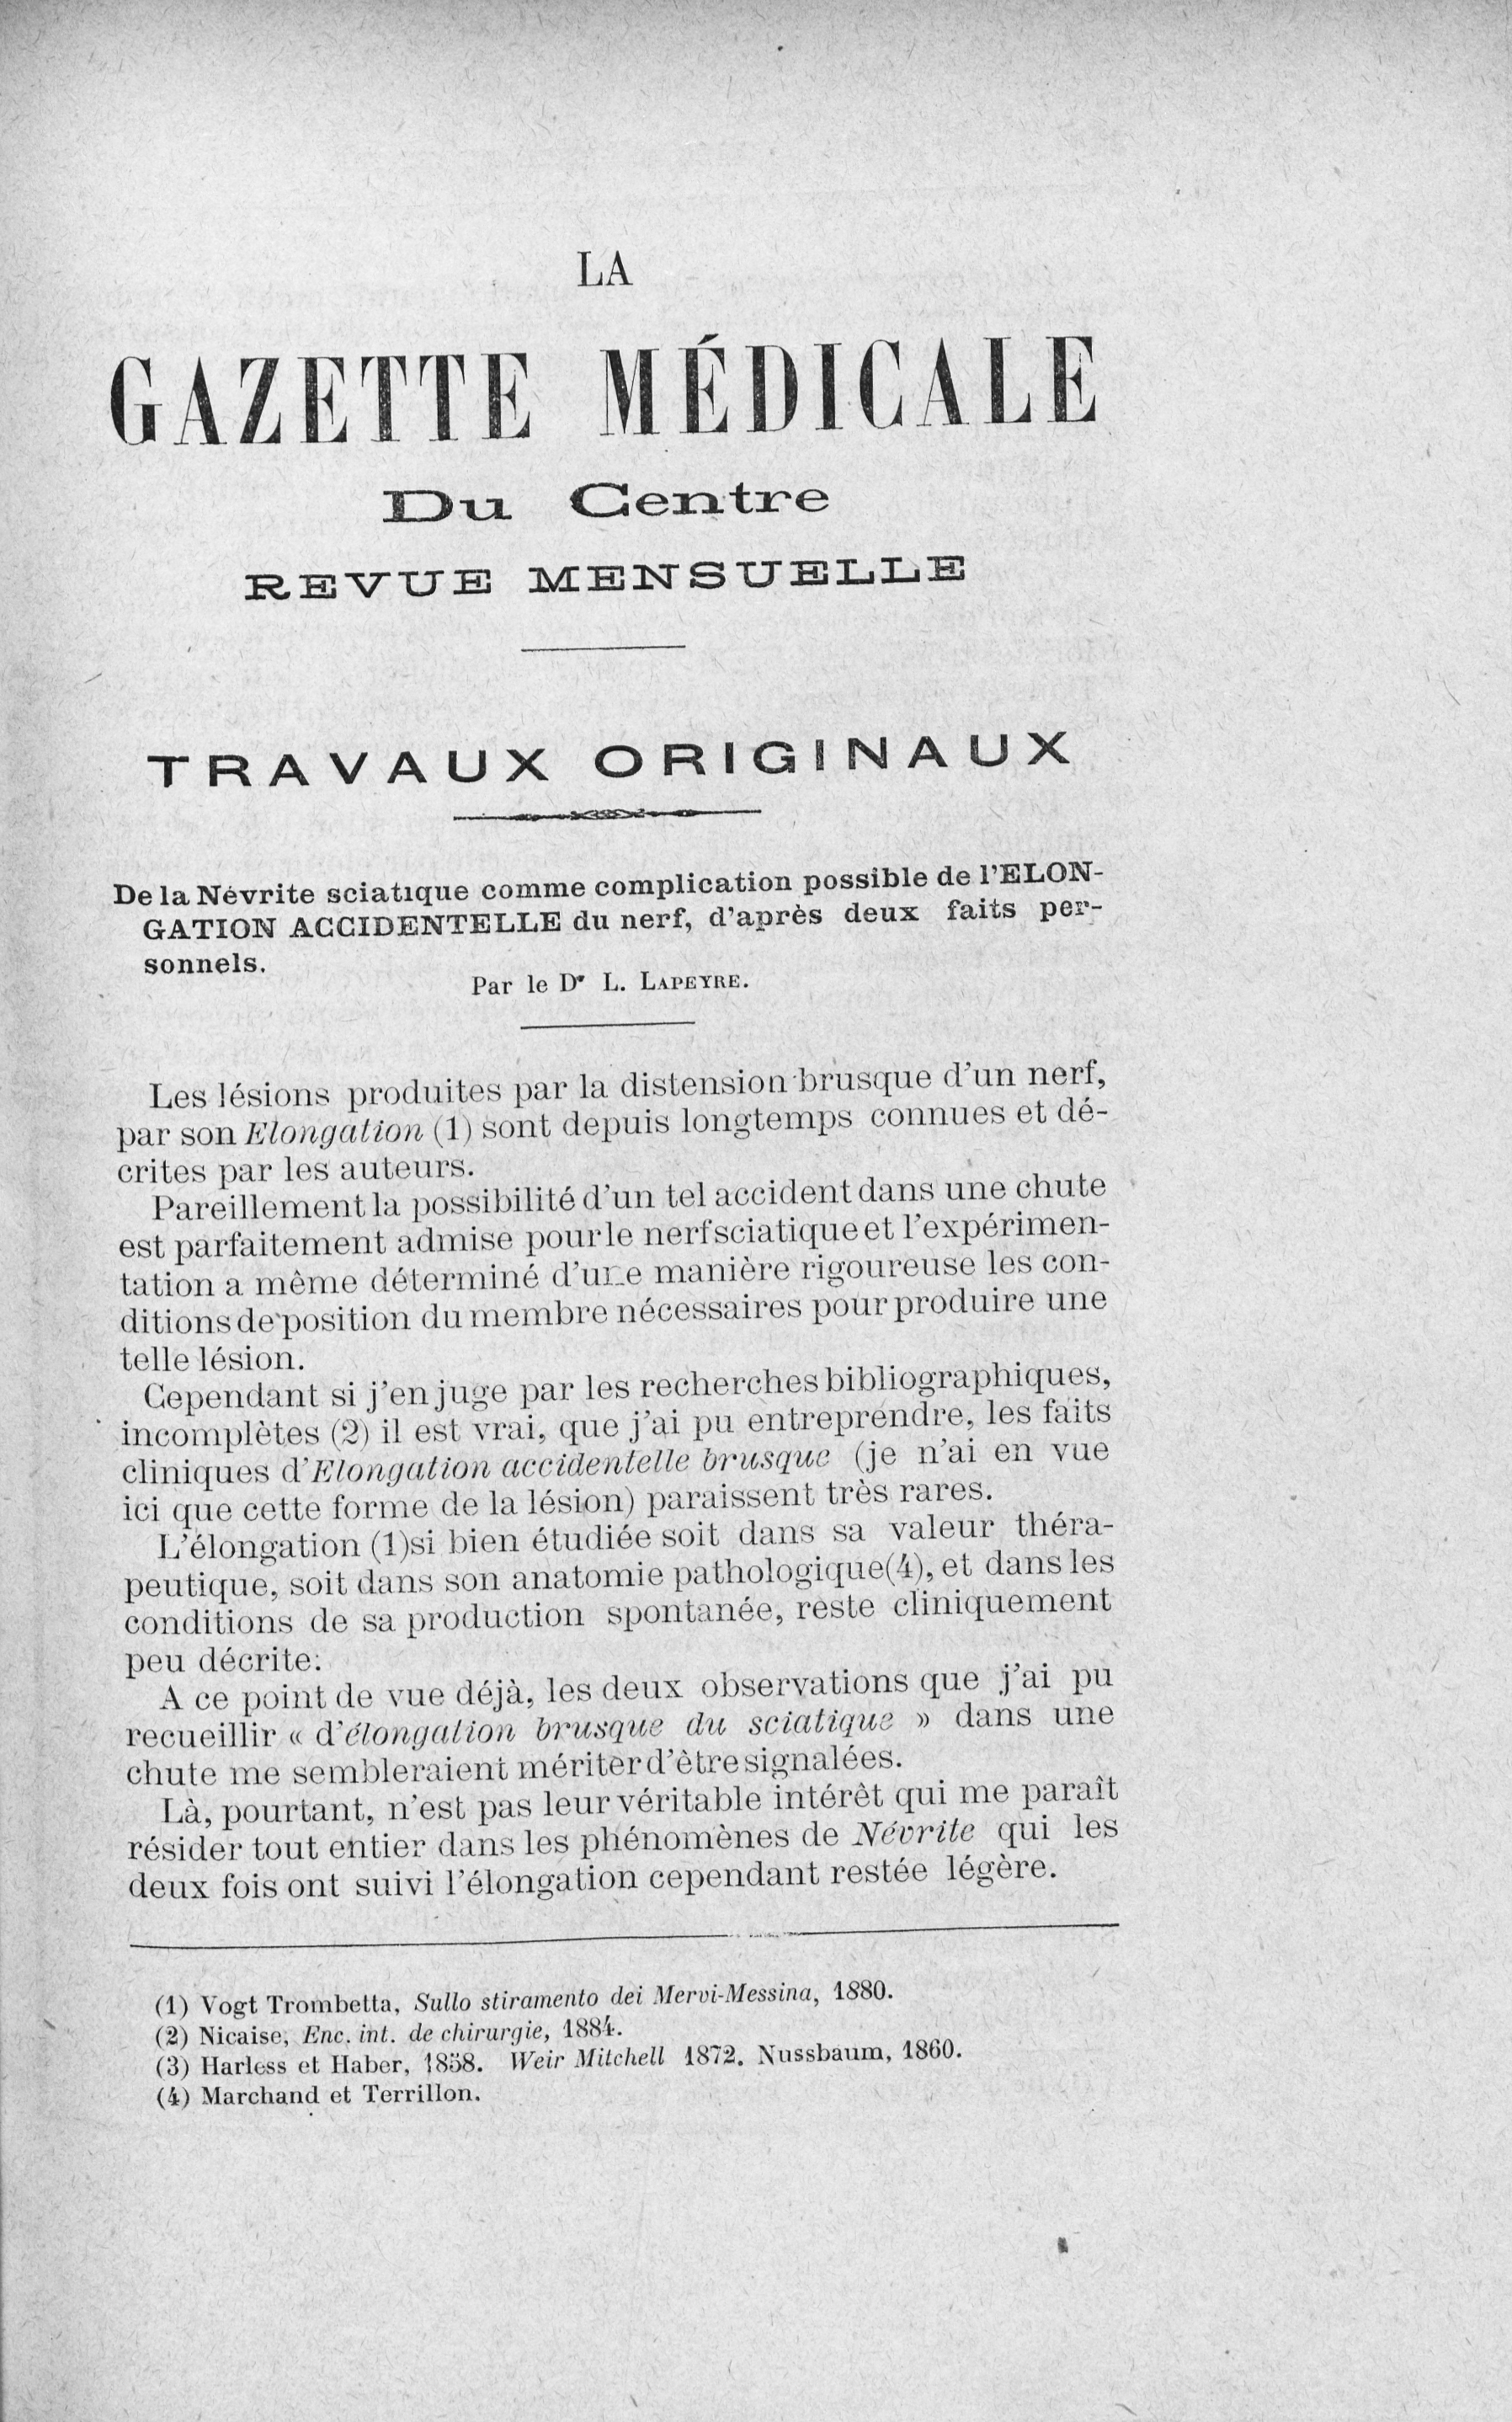 LA
GAZETTE MÉDICALE
Du Centre
REVUE MENSUELLE
TRAVAUX ORIGINAUX
De la Névrite sciatique comme complication possible de l'ELON-
GATION ACCIDENTELLE du nerf, d'après deux faits per-
sonnels.
Par le Dr L. LAPEYRE.
Les lésions produites par la distension brusque d'un nerf,
par son Elongation (1) sont depuis longtemps connues et dé-
crites par les auteurs.
Pareillement la possibilité d'un tel accident dans une chute
est parfaitement admise pour le nerf sciatique et l'expérimen-
tation a même déterminé d'une manière rigoureuse les con-
ditions de position du membre nécessaires pour produire une
telle lésion.
Cependant si j'en juge par les recherches bibliographiques,
incomplètes (2) il est vrai, que j'ai pu entreprendre, les faits
cliniques d'Elongation accidentelle brusque (je n'ai en vue
ici que cette forme de la lésion) paraissent très rares.
L'élongation (1) si bien étudiée soit dans sa valeur théra-
peutique, soit dans son anatomie pathologique (4), et dans les
conditions de sa production spontanée, reste cliniquement
peu décrite.
A ce point de vue déjà, les deux observations que j'ai pu
recueillir « d'élongation brusque du sciatique » dans une
chute me sembleraient mériter d'être signalées.
Là, pourtant, n'est pas leur véritable intérêt qui me paraît
résider tout entier dans les phénomènes de Névrite qui les
deux fois ont suivi l'élongation cependant restée légère.
(1) Vogt Trombetta, Sullo stiramento dei Mervi-Messina, 1880.
(2) Nicaise, Enc. int. de chirurgie, 1884.
(3) Harless et Haber, 1858. Weir Mitchell 1872. Nussbaum, 1860.
(4) Marchand et Terrillon.